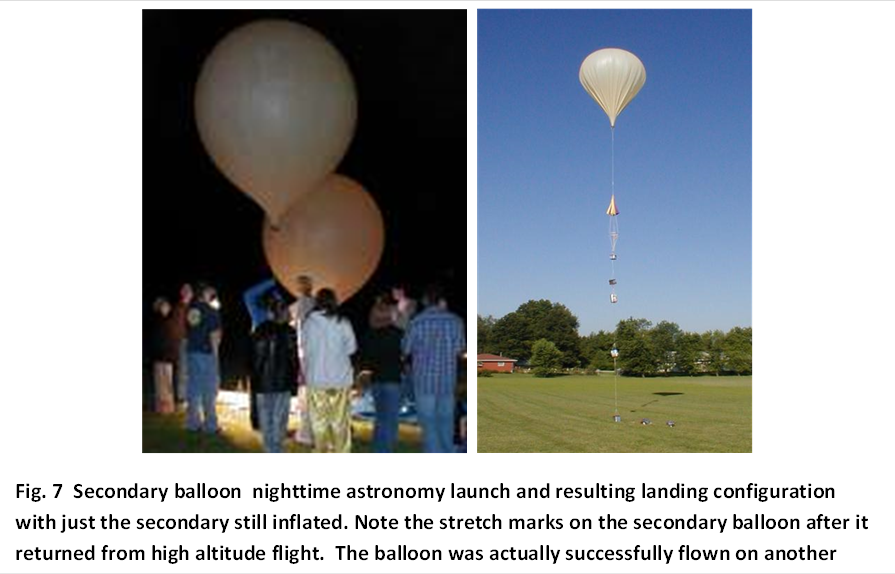 Fig. 7  Secondary balloon  nighttime astronomy launch and resulting landing configuration
with just the secondary still inflated. Note the stretch marks on the secondary balloon after it
returned from high altitude flight.  The balloon was actually successfully flown on another